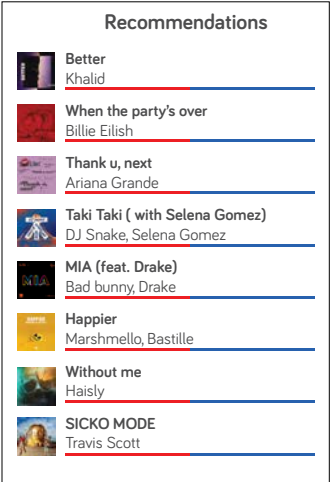 Recommendations
Better
Khalid
When the party's over
Billie Eilish
Thank u, next
Ariana Grande
Taki Taki ( with Selena Gomez)
DJ Snake, Selena Gomez
MIA (feat. Drake)
Bad bunny, Drake
Happier
Marshmello, Bastille
Without me
Haisly
SICKO MODE
Travis Scott